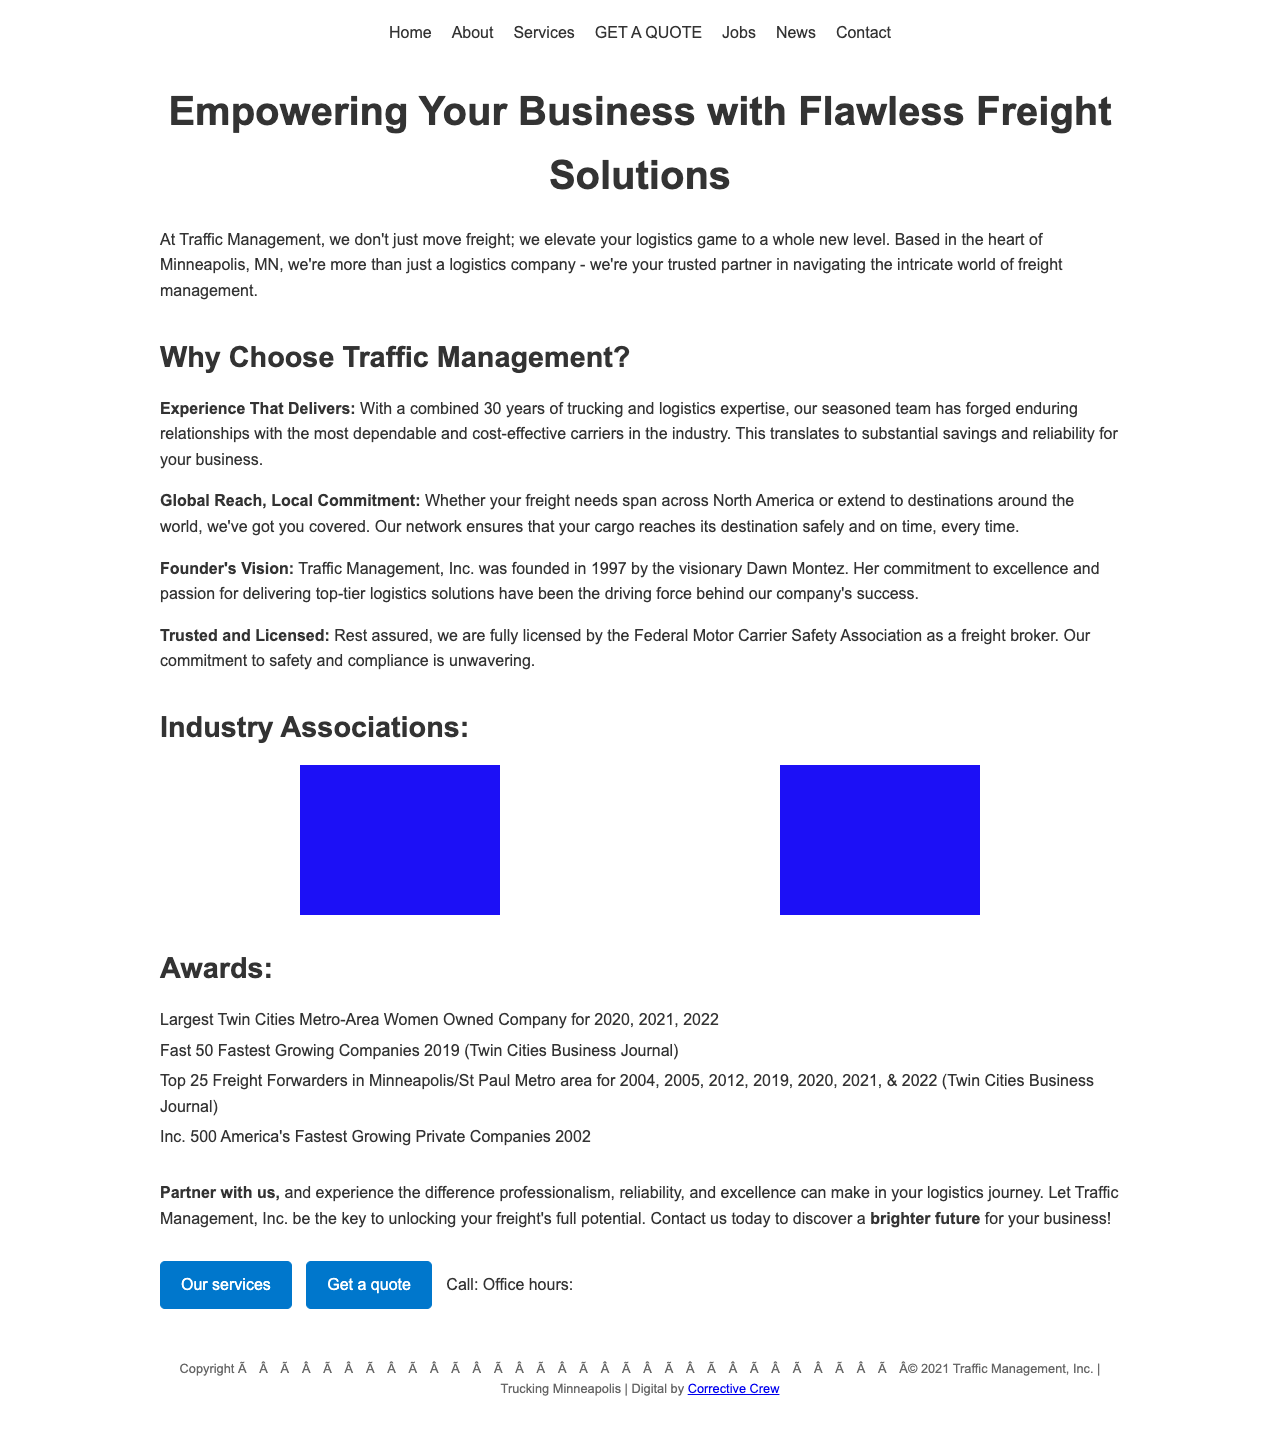 Home About Services GET A QUOTE Jobs News Contact
Empowering Your Business with Flawless Freight
Solutions
At Traffic Management, we don't just move freight; we elevate your logistics game to a whole new level. Based in the heart of
Minneapolis, MN, we're more than just a logistics company - we're your trusted partner in navigating the intricate world of freight
management.
Why Choose Traffic Management?
Experience That Delivers: With a combined 30 years of trucking and logistics expertise, our seasoned team has forged enduring
relationships with the most dependable and cost-effective carriers in the industry. This translates to substantial savings and reliability for
your business.
Global Reach, Local Commitment: Whether your freight needs span across North America or extend to destinations around the
world, we've got you covered. Our network ensures that your cargo reaches its destination safely and on time, every time.
Founder's Vision: Traffic Management, Inc. was founded in 1997 by the visionary Dawn Montez. Her commitment to excellence and
passion for delivering top-tier logistics solutions have been the driving force behind our company's success.
Trusted and Licensed: Rest assured, we are fully licensed by the Federal Motor Carrier Safety Association as a freight broker. Our
commitment to safety and compliance is unwavering.
Industry Associations:
Awards:
Largest Twin Cities Metro-Area Women Owned Company for 2020, 2021, 2022
Fast 50 Fastest Growing Companies 2019 (Twin Cities Business Journal)
Top 25 Freight Forwarders in Minneapolis/St Paul Metro area for 2004, 2005, 2012, 2019, 2020, 2021, & 2022 (Twin Cities Business
Journal)
Inc. 500 America's Fastest Growing Private Companies 2002
Partner with us, and experience the difference professionalism, reliability, and excellence can make in your logistics journey. Let Traffic
Management, Inc. be the key to unlocking your freight's full potential. Contact us today to discover a brighter future for your business!
Our services Get a quote Call: Office hours:
Copyright Ã Â Ã Â Ã Â Ã Â Ã Â Ã Â Ã Â Ã Â Ã Â Ã Â Ã Â Ã Â Ã Â Ã Â Ã Â Ã Â© 2021 Traffic Management, Inc. |
Trucking Minneapolis | Digital by Corrective Crew